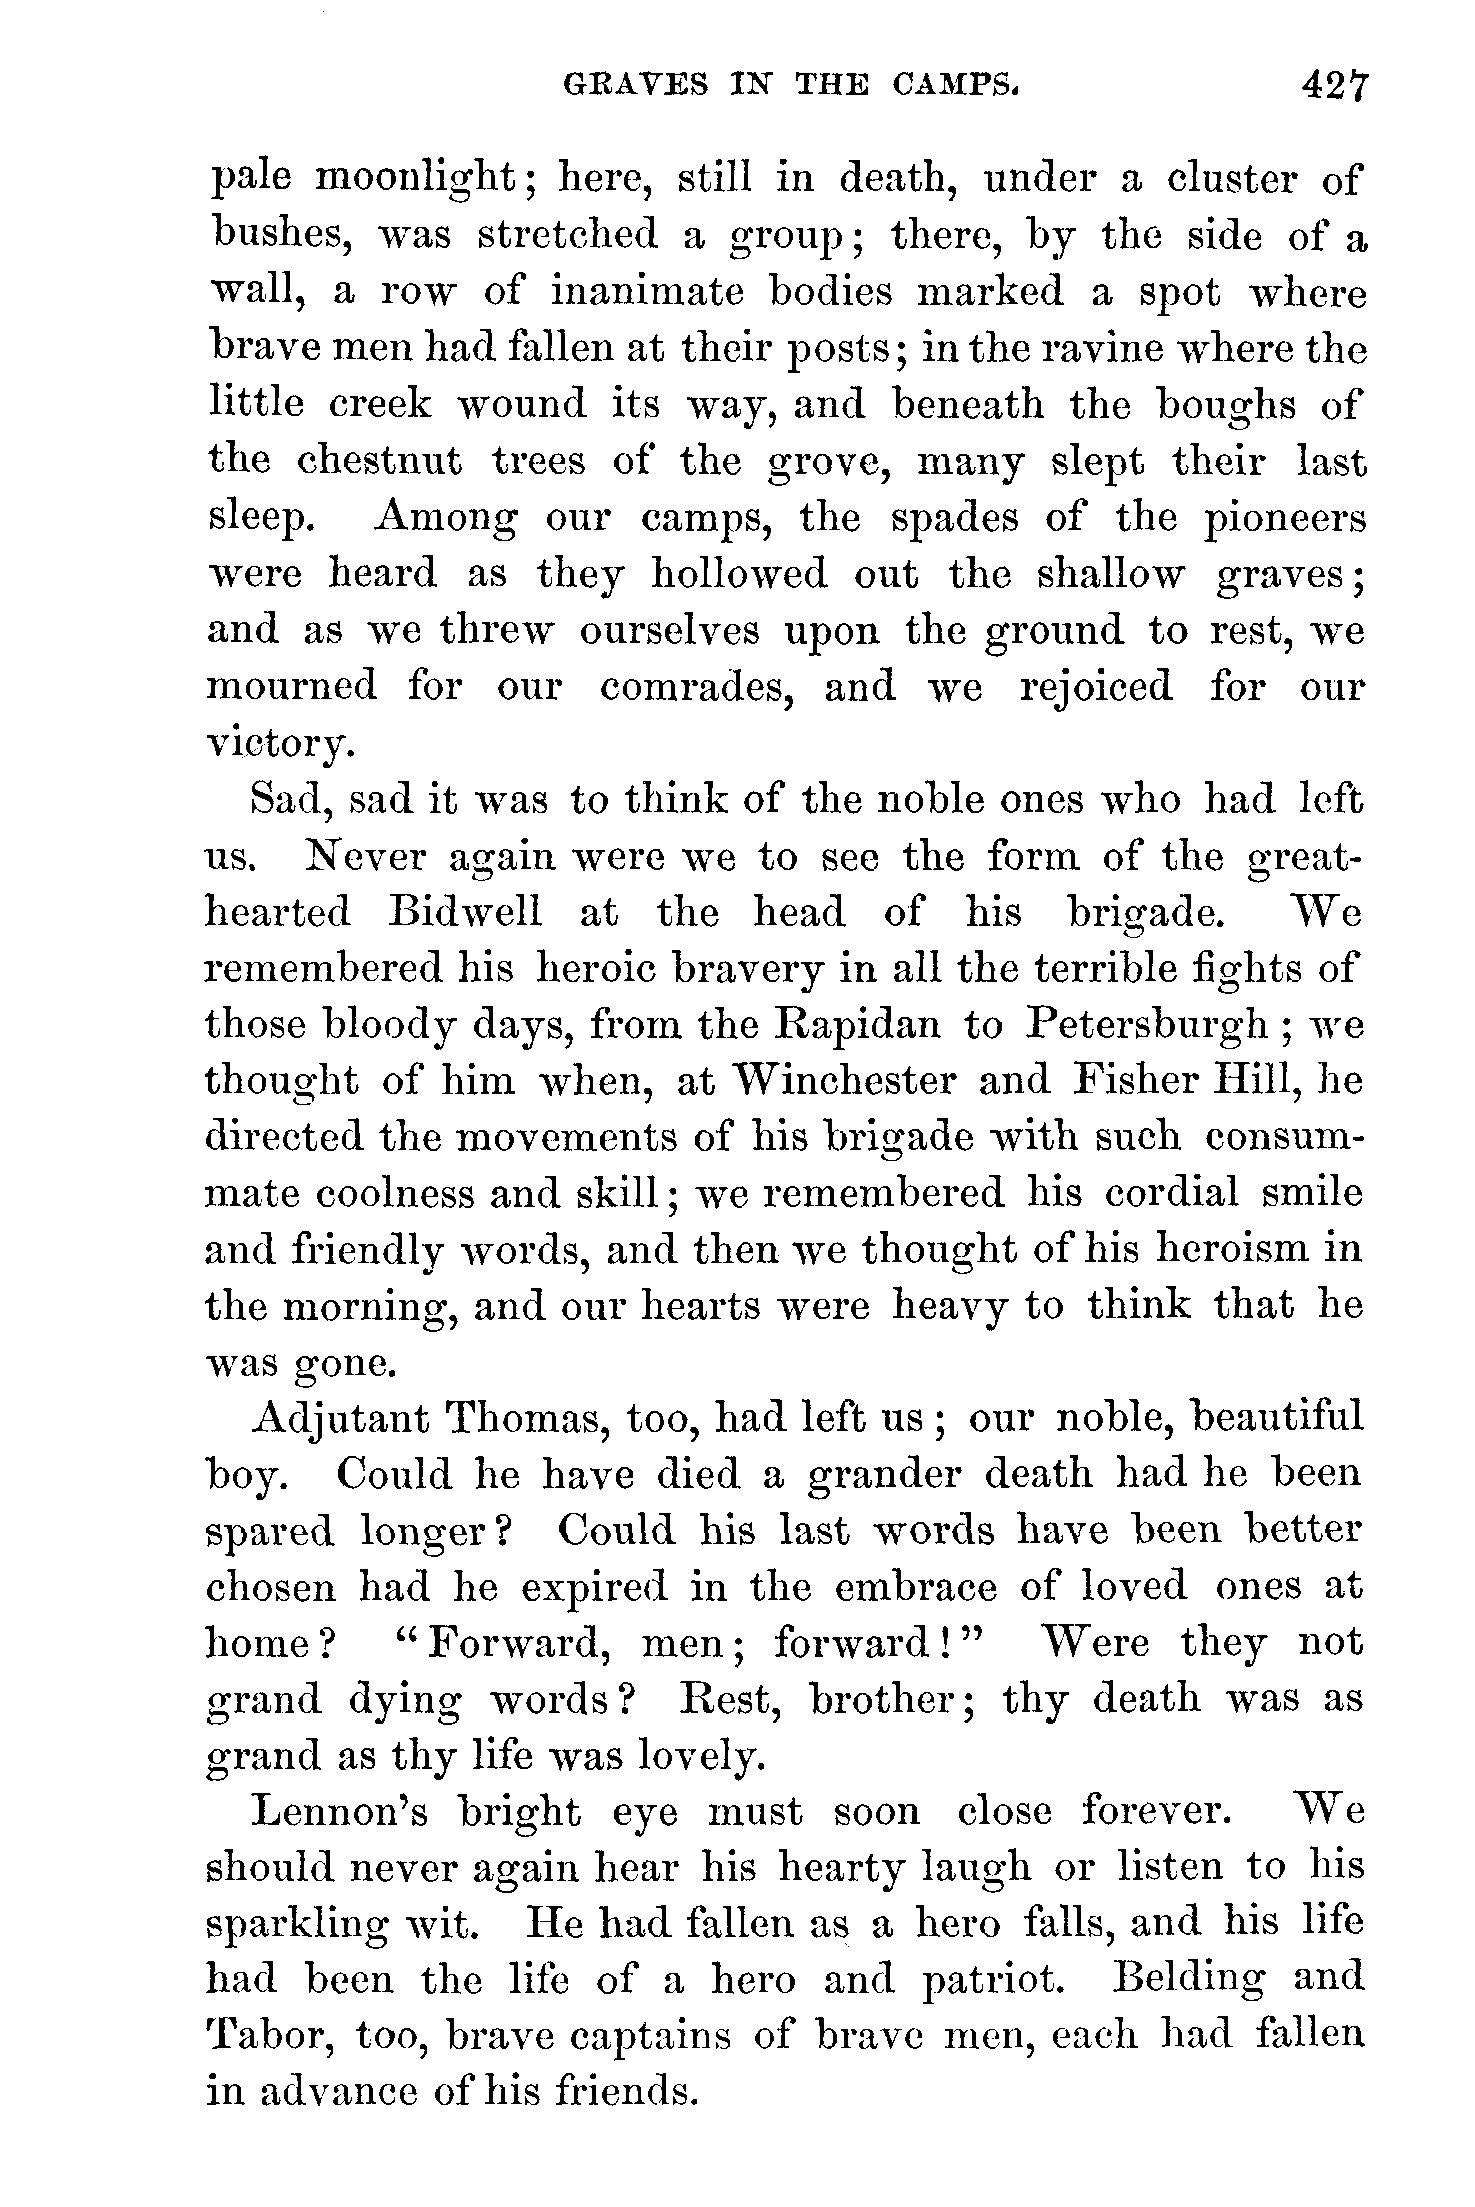 GRAVES IN THE CAMPS. 427
pale moonlight; here, still in death, under a cluster of
bushes, was stretched a group; there, by the side of a
wall, a row of inanimate bodies marked a spot where
brave men had fallen at their posts; in the ravine where the
little creek wound its way, and beneath the boughs of
the chestnut trees of the grove, many slept their last
sleep. Among our camps, the spades of the pioneers
were heard as they hollowed out the shallow graves;
and as we threw ourselves upon the ground to rest, we
mourned for our comrades, and we rejoiced for our
victory.
Sad, sad it was to think of the noble ones who had left
us. Never again were we to see the form of the great-
hearted Bidwell at the head of his brigade. We
remembered his heroic bravery in all the terrible fights of
those bloody days, from the Rapidan to Petersburgh; we
thought of him when, at Winchester and Fisher Hill, he
directed the movements of his brigade with such consum-
mate coolness and skill; we remembered his cordial smile
and friendly words, and then we thought of his heroism in
the morning, and our hearts were heavy to think that he
was gone.
Adjutant Thomas, too, had left us; our noble, beautiful
boy. Could he have died a grander death had he been
spared longer? Could his last words have been better
chosen had he expired in the embrace of loved ones at
home? "Forward, men; forward!" Were they not
grand dying words? Rest, brother; thy death was as
grand as thy life was lovely.
Lennon's bright eye must soon close forever. We
should never again hear his hearty laugh or listen to his
sparkling wit. He had fallen as a hero falls, and his life
had been the life of a hero and patriot. Belding and
Tabor, too, brave captains of brave men, each had fallen
in advance of his friends.